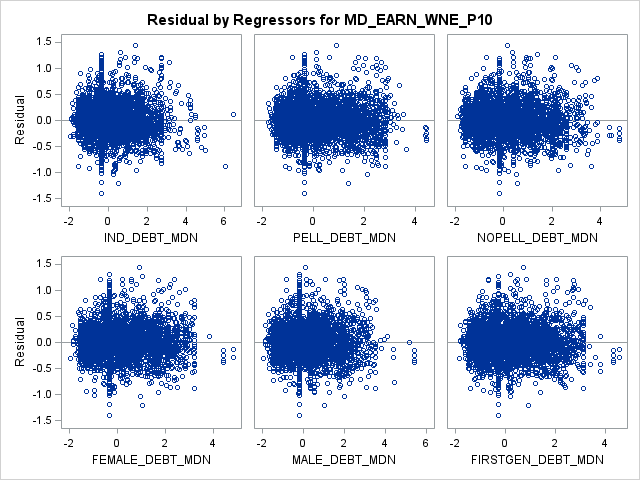 Residual by Regressors for MD_EARN_WNE_P10
1.5
1.0
0.5
0.0
-0.5
-1.0
-1.5
Residual
-2 0 2 4 6
IND_DEBT_MDN
-2 0 2 4
PELL_DEBT_MDN
-2 0 2 4
NOPELL_DEBT_MDN
1.5
1.0
0.5
0.0
-0.5
-1.0
-1.5
Residual
-2 0 2 4
FEMALE_DEBT_MDN
-2 0 2 4 6
MALE_DEBT_MDN
-2 0 2 4
FIRSTGEN_DEBT_MDN